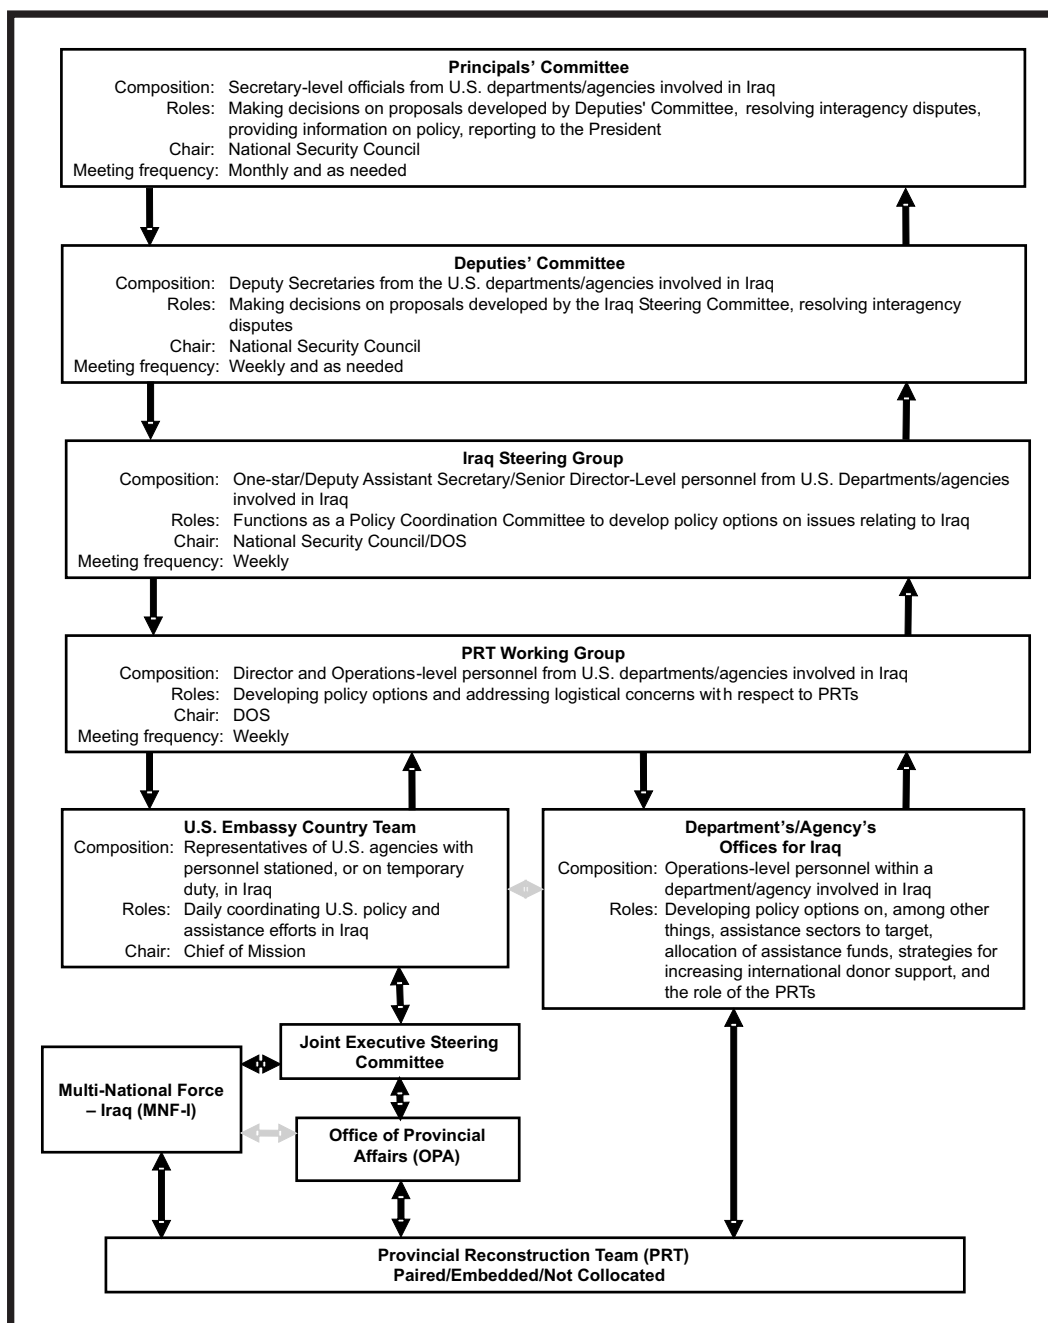 Principals’ Committee
Composition: Secretary-level officials from U.S. departments/agencies involved in Iraq
Roles: Making decisions on proposals developed by Deputies' Committee, resolving interagency disputes,
providing information on policy, reporting to the President
Chair: National Security Council
Meeting frequency: Monthly and as needed
Deputies’ Committee
Composition: Deputy Secretaries from the U.S. departments/agencies involved in Iraq
Roles: Making decisions on proposals developed by the Iraq Steering Committee, resolving interagency
disputes
Chair: National Security Council
Meeting frequency: Weekly and as needed
Iraq Steering Group
Composition: One-star/Deputy Assistant Secretary/Senior Director-Level personnel from U.S. Departments/agencies
involved in Iraq
Roles: Functions as a Policy Coordination Committee to develop policy options on issues relating to Iraq
Chair: National Security Council/DOS
Meeting frequency: Weekly
PRT Working Group
Composition: Director and Operations-level personnel from U.S. departments/agencies involved in Iraq
Roles: Developing policy options and addressing logistical concerns with respect to PRTs
Chair: DOS
Meeting frequency: Weekly
U.S. Embassy Country Team
Composition: Representatives of U.S. agencies with
personnel stationed, or on temporary
duty, in Iraq
Roles: Daily coordinating U.S. policy and
assistance efforts in Iraq
Chair: Chief of Mission
Department’s/Agency’s
Offices for Iraq
Composition: Operations-level personnel within a
department/agency involved in Iraq
Roles: Developing policy options on, among other
things, assistance sectors to target,
allocation of assistance funds, strategies for
increasing international donor support, and
the role of the PRTs
Joint Executive Steering
Committee
Multi-National Force
– Iraq (MNF-I)
Office of Provincial
Affairs (OPA)
Provincial Reconstruction Team (PRT)
Paired/Embedded/Not Collocated